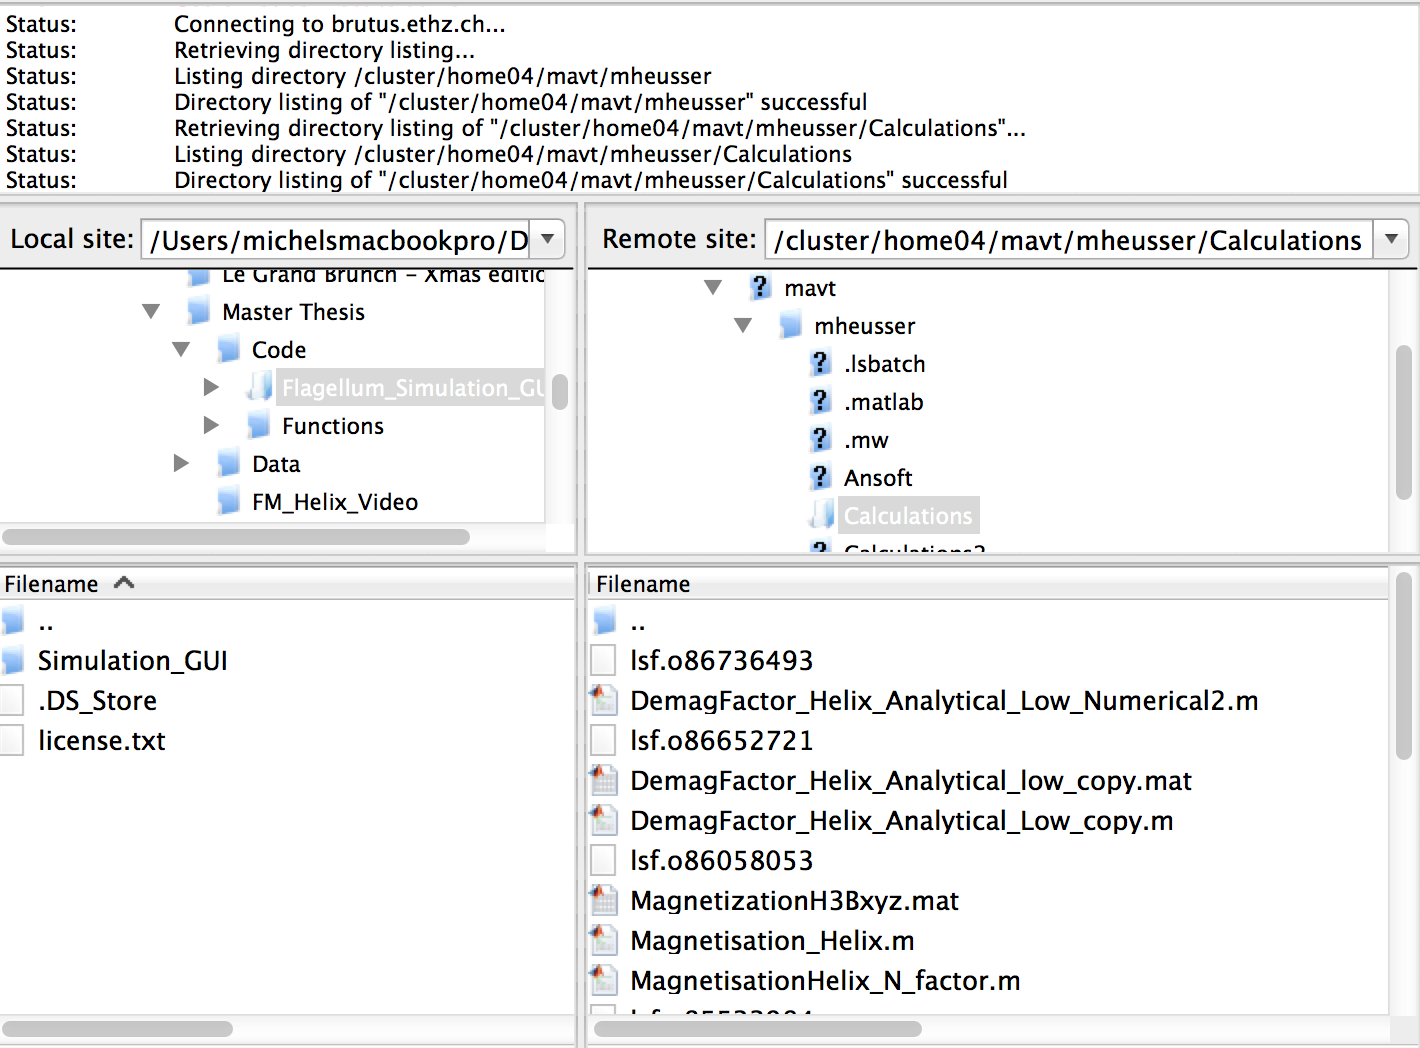 Status: Connecting to brutus.ethz.ch...
Status: Retrieving directory listing...
Status: Listing directory /cluster/home04/mavt/mheusser
Status: Directory listing of "/cluster/home04/mavt/mheusser" successful
Status: Retrieving directory listing of "/cluster/home04/mavt/mheusser/Calculations"...
Status: Listing directory /cluster/home04/mavt/mheusser/Calculations
Status: Directory listing of "/cluster/home04/mavt/mheusser/Calculations" successful
Local site: /Users/michelsmacbookpro/D
Le Grand Brunch - Xmas editio
Master Thesis
Code
Flagellum_Simulation_GU
Functions
Data
FM_Helix_Video
Remote site: /cluster/home04/mavt/mheusser/Calculations
? mavt
mheusser
? .lsbatch
? .matlab
? .mw
? Ansoft
Calculations
? Calculations2
Filename
..
Simulation_GUI
.DS_Store
license.txt
Filename
..
lsf.o86736493
DemagFactor_Helix_Analytical_Low_Numerical2.m
lsf.o86652721
DemagFactor_Helix_Analytical_low_copy.mat
DemagFactor_Helix_Analytical_Low_copy.m
lsf.o86058053
MagnetizationH3Bxyz.mat
Magnetisation_Helix.m
MagnetisationHelix_N_factor.m